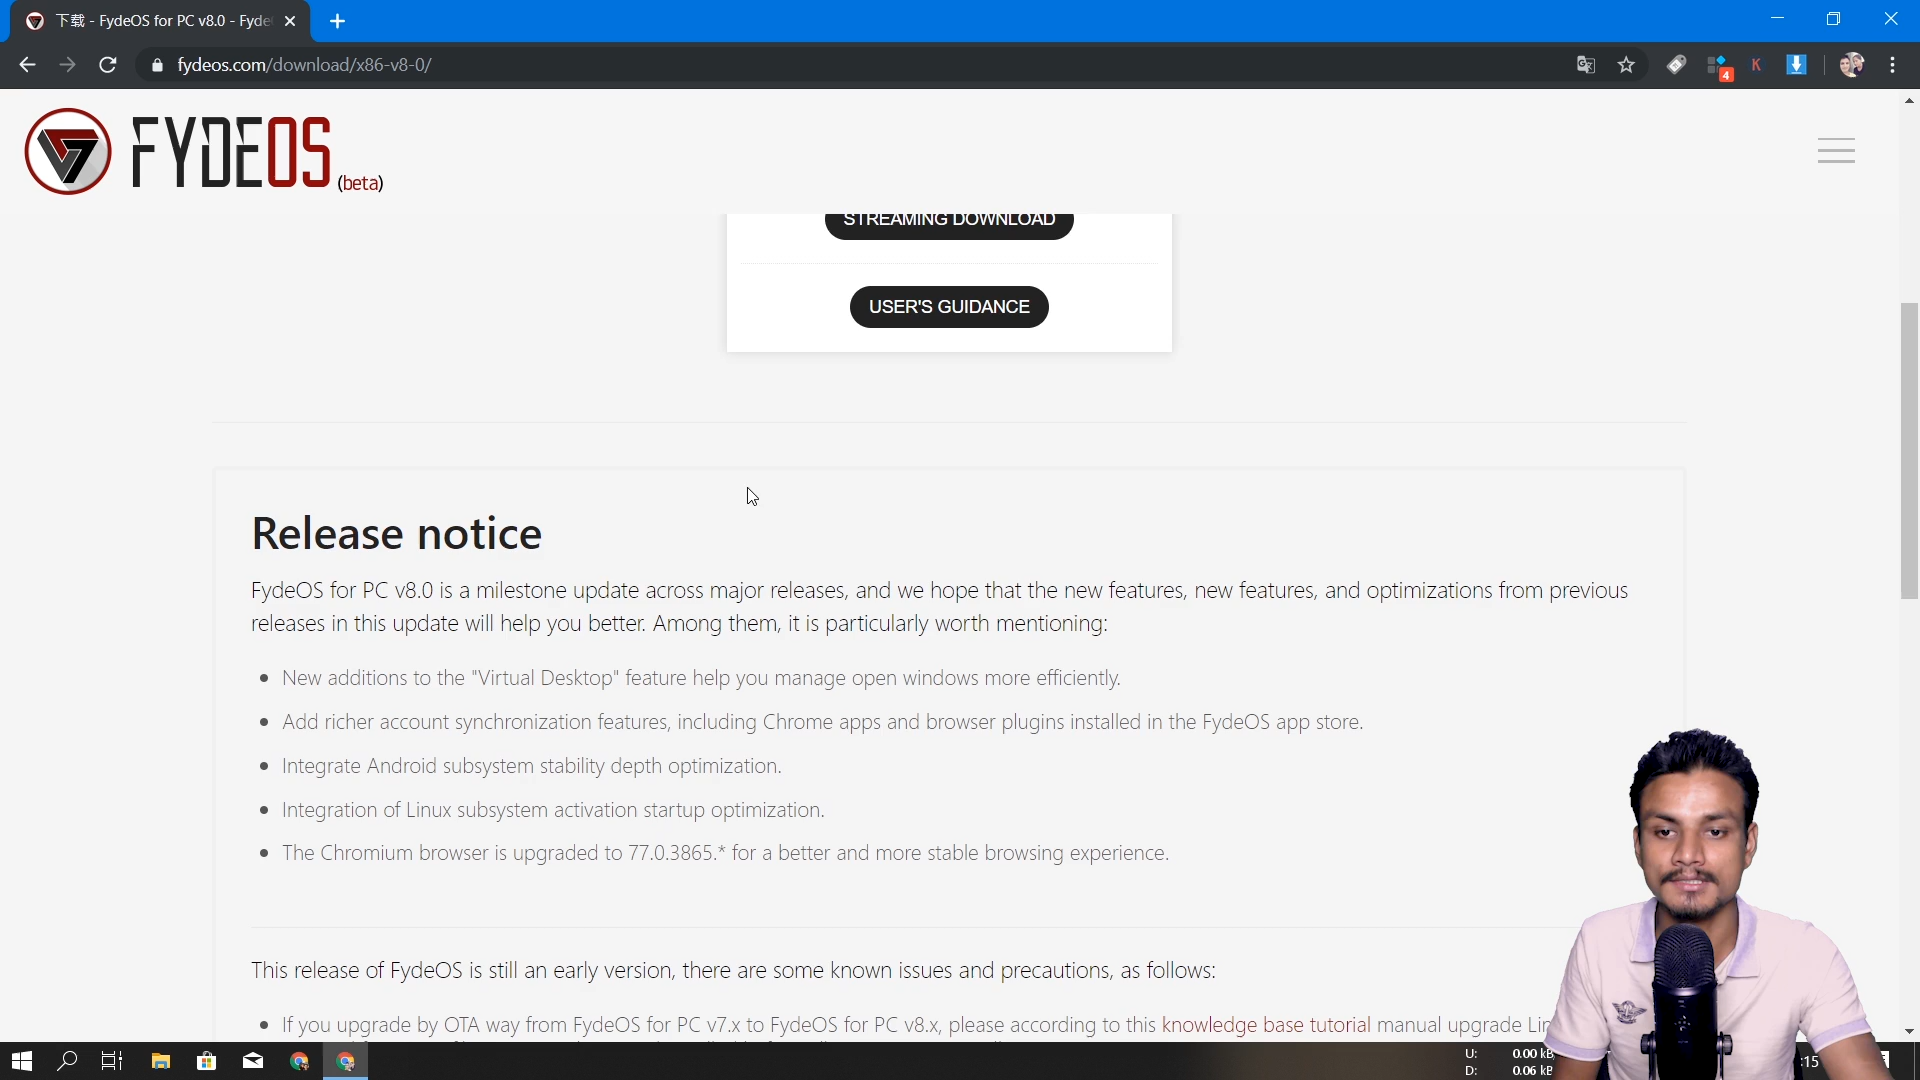 下载 - FydeOS for PC v8.0 - Fyde
fydeos.com/download/x86-v8-0/
4
K
FYDEOS (beta)
STREAMING DOWNLOAD
USER'S GUIDANCE
Release notice
FydeOS for PC v8.0 is a milestone update across major releases, and we hope that the new features, new features, and optimizations from previous
releases in this update will help you better. Among them, it is particularly worth mentioning:
New additions to the "Virtual Desktop" feature help you manage open windows more efficiently.
Add richer account synchronization features, including Chrome apps and browser plugins installed in the FydeOS app store.
Integrate Android subsystem stability depth optimization.
Integration of Linux subsystem activation startup optimization.
The Chromium browser is upgraded to 77.0.3865.* for a better and more stable browsing experience.
This release of FydeOS is still an early version, there are some known issues and precautions, as follows:
If you upgrade by OTA way from FydeOS for PC v7.x to FydeOS for PC v8.x, please according to this knowledge base tutorial manual upgrade Lin
U: 0.00 kB
:15
D: 0.06 kB